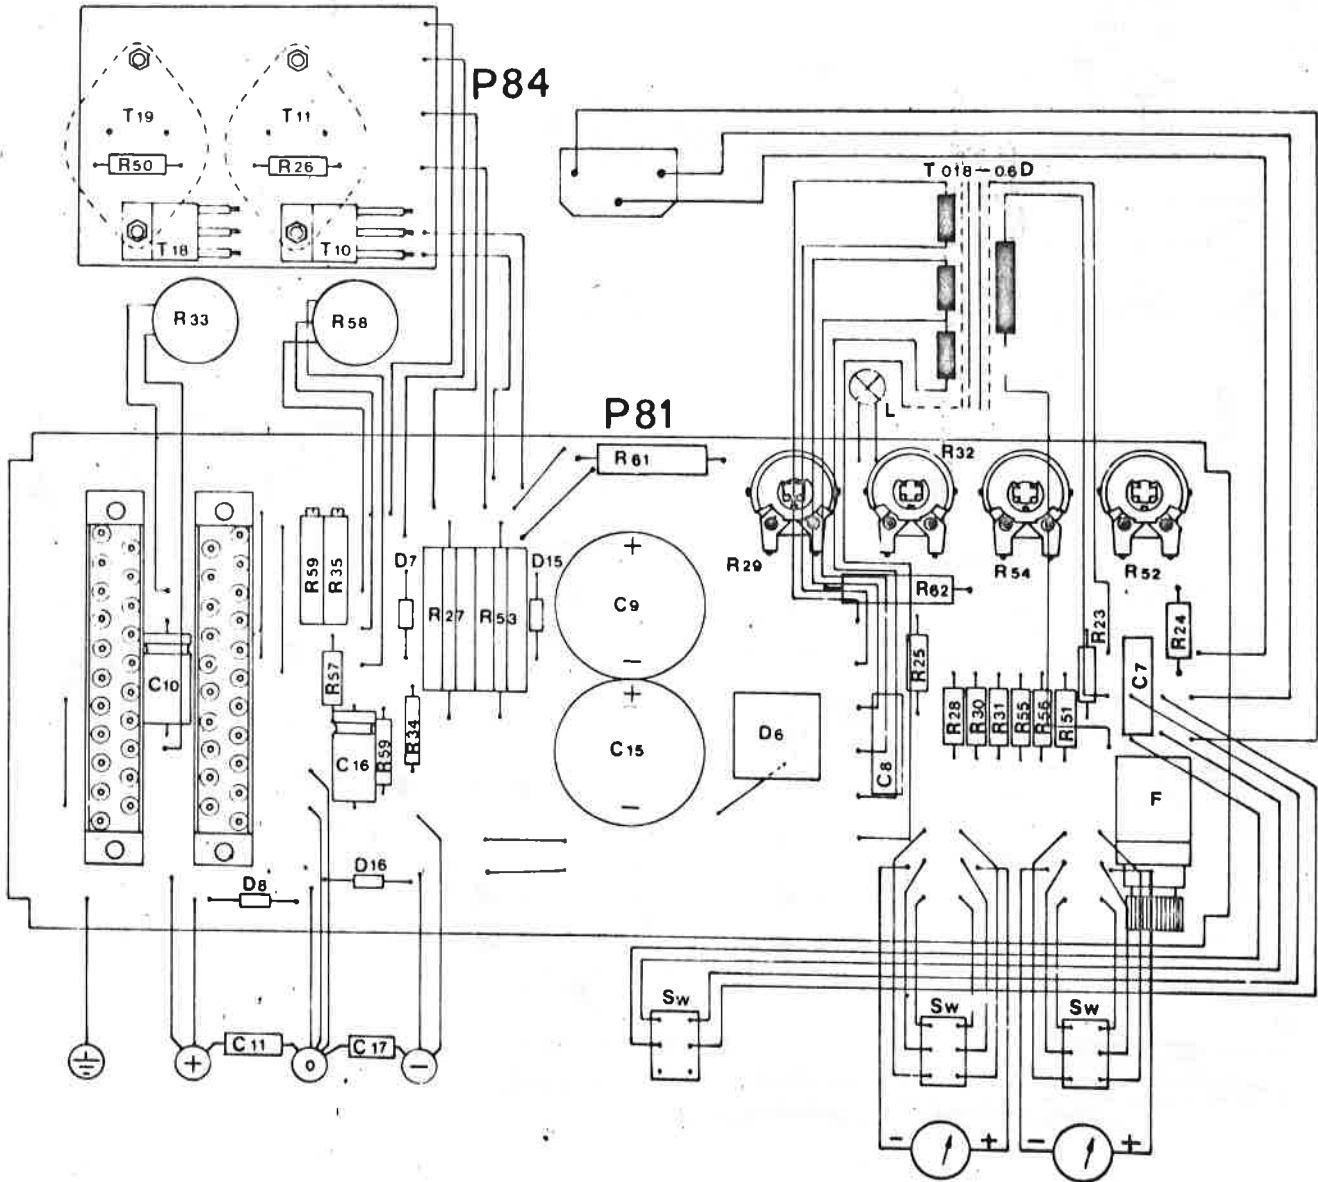 P84
T19
T11
R50
R26
T18
T10
T018-06D
R33
R58
L
P81
R61
R32
R29
R54
R52
R59
R35
D7
R27
R53
D15
+
C9
−
R62
R23
R24
C10
R57
R25
C7
+
C15
−
D6
R34
R59
C16
C8
R28
R30
R31
R55
R56
R51
F
D16
D8
Sw
Sw
Sw
+
C11
o
C17
−
−
+
−
+